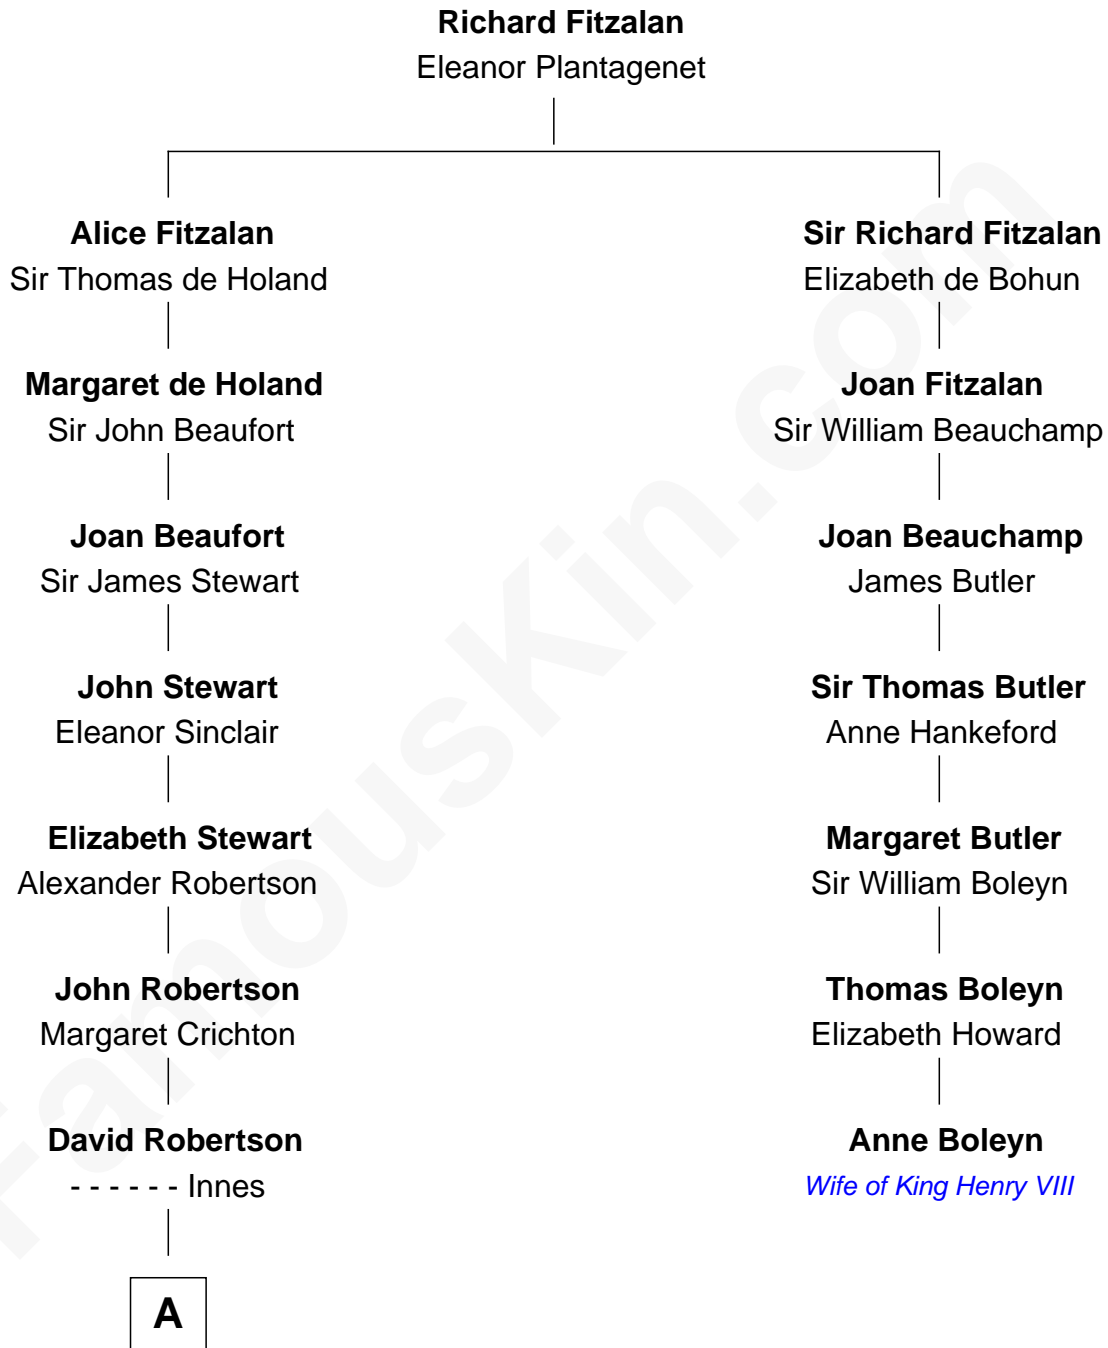 Richard Fitzalan
Eleanor Plantagenet
Alice Fitzalan
Sir Thomas de Holand
Sir Richard Fitzalan
Elizabeth de Bohun
Margaret de Holand
Sir John Beaufort
Joan Fitzalan
Sir William Beauchamp
Joan Beaufort
Sir James Stewart
Joan Beauchamp
James Butler
John Stewart
Eleanor Sinclair
Sir Thomas Butler
Anne Hankeford
Elizabeth Stewart
Alexander Robertson
Margaret Butler
Sir William Boleyn
John Robertson
Margaret Crichton
Thomas Boleyn
Elizabeth Howard
David Robertson
- - - - - - Innes
Anne Boleyn
Wife of King Henry VIII
A
FamousKin.com